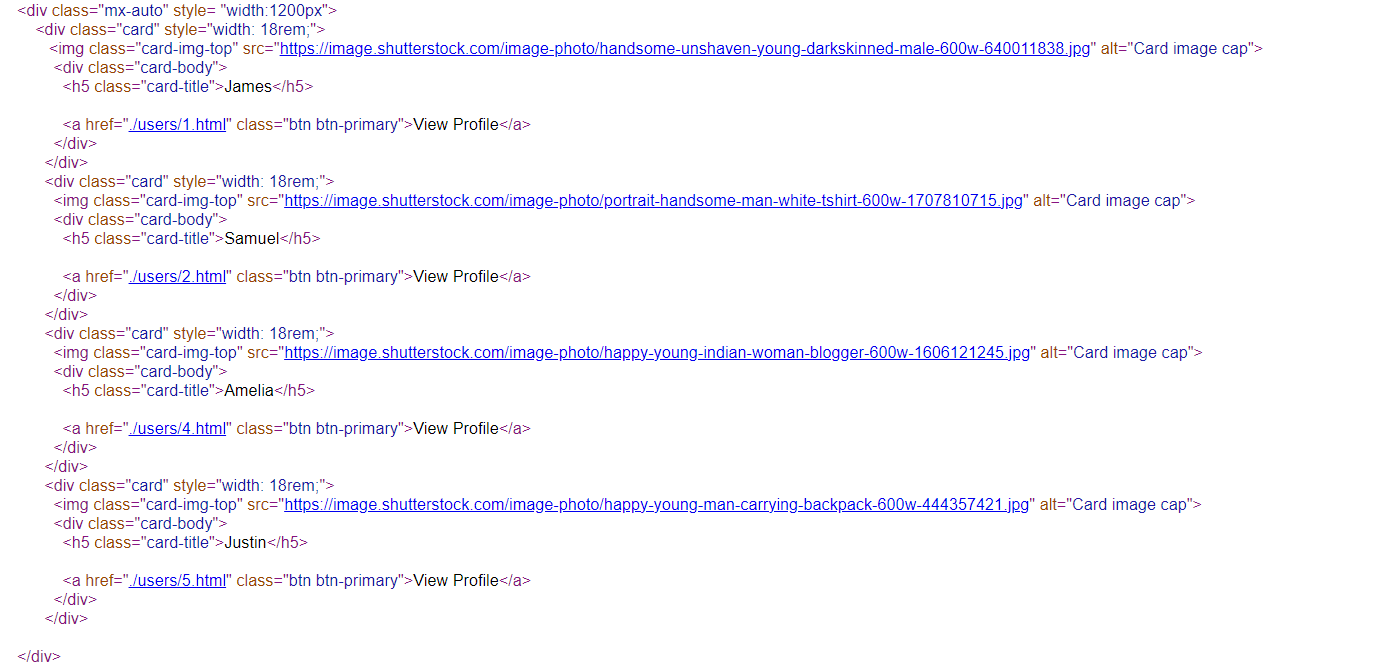 <div class="mx-auto" style= "width:1200px">
<div class="card" style="width: 18rem;">
<img class="card-img-top" src="https://image.shutterstock.com/image-photo/handsome-unshaven-young-darkskinned-male-600w-640011838.jpg" alt="Card image cap">
<div class="card-body">
<h5 class="card-title">James</h5>
<a href="./users/1.html" class="btn btn-primary">View Profile</a>
</div>
</div>
<div class="card" style="width: 18rem;">
<img class="card-img-top" src="https://image.shutterstock.com/image-photo/portrait-handsome-man-white-tshirt-600w-1707810715.jpg" alt="Card image cap">
<div class="card-body">
<h5 class="card-title">Samuel</h5>
<a href="./users/2.html" class="btn btn-primary">View Profile</a>
</div>
</div>
<div class="card" style="width: 18rem;">
<img class="card-img-top" src="https://image.shutterstock.com/image-photo/happy-young-indian-woman-blogger-600w-1606121245.jpg" alt="Card image cap">
<div class="card-body">
<h5 class="card-title">Amelia</h5>
<a href="./users/4.html" class="btn btn-primary">View Profile</a>
</div>
</div>
<div class="card" style="width: 18rem;">
<img class="card-img-top" src="https://image.shutterstock.com/image-photo/happy-young-man-carrying-backpack-600w-444357421.jpg" alt="Card image cap">
<div class="card-body">
<h5 class="card-title">Justin</h5>
<a href="./users/5.html" class="btn btn-primary">View Profile</a>
</div>
</div>
</div>